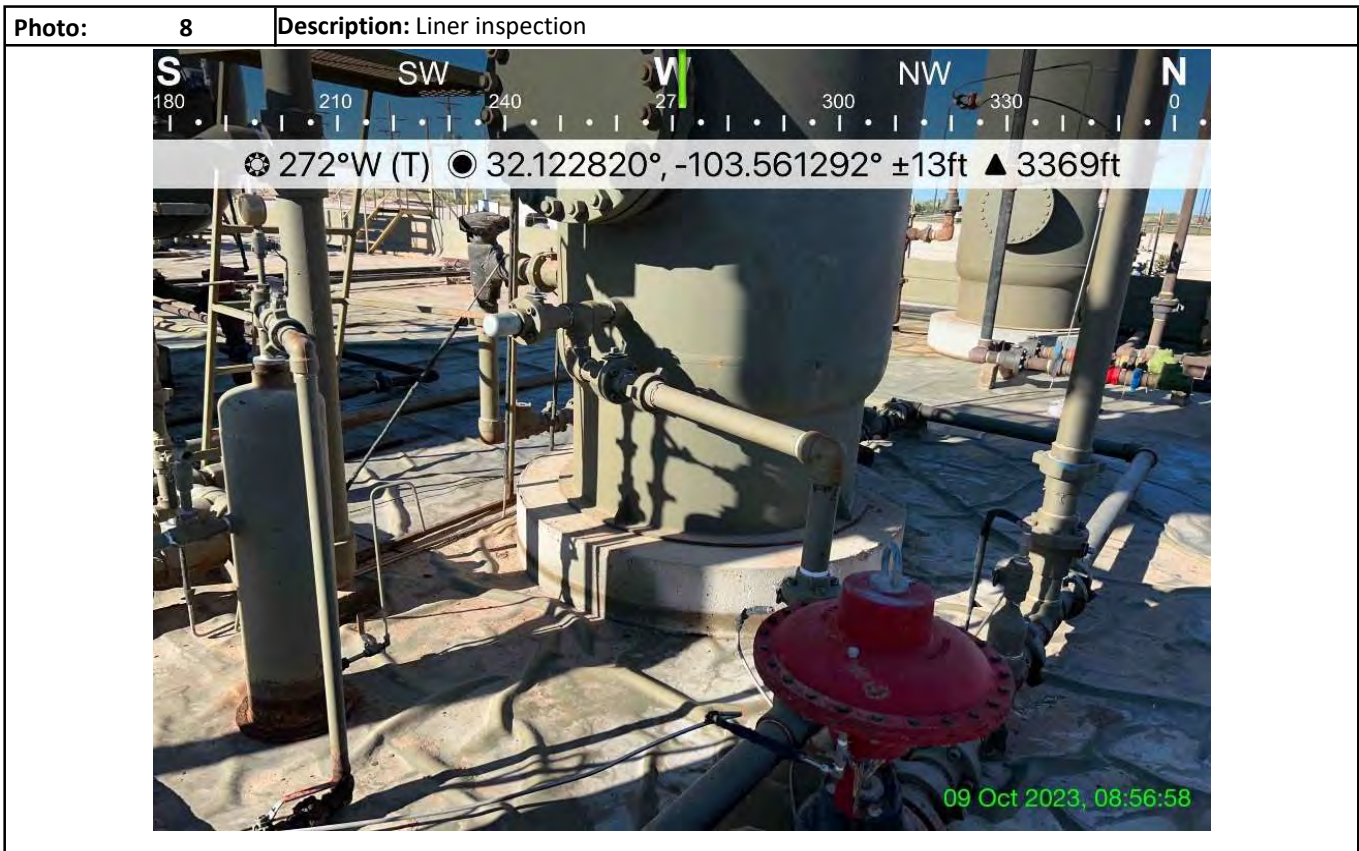 Photo: 8 Description: Liner inspection
S SW W NW N
180 210 240 27 300 330 0
272°W (T) 32.122820°, -103.561292° ±13ft ▲ 3369ft
09 Oct 2023, 08:56:58